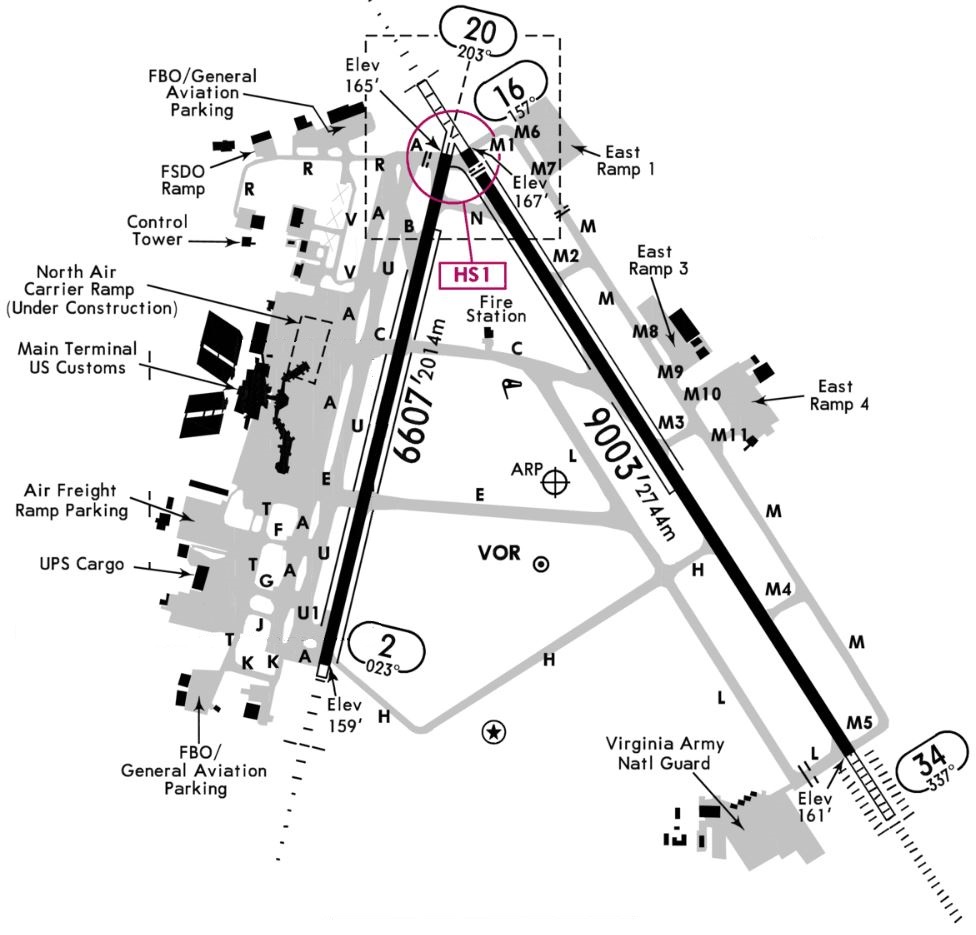 20
203°
FBO/General
Aviation
Parking
Elev
165'
16
157°
M6
A
M1
East
Ramp 1
FSDO
Ramp
R
R
R
M7
Elev
167'
Control
Tower
V
A
B
N
M
HS1
M2
East
Ramp 3
North Air
Carrier Ramp
(Under Construction)
V
U
M
A
Fire
Station
Main Terminal
US Customs
C
C
M8
M9
M10
East
Ramp 4
6607' 2014m
A
U
9003' 2744m
M3
M11
L
ARP
E
E
Air Freight
Ramp Parking
T
F
A
M
UPS Cargo
T
G
A
U
VOR
H
M4
U1
J
T
K
K
A
2
023°
H
M
Elev
159'
H
L
M5
FBO/
General Aviation
Parking
Virginia Army
Natl Guard
L
34
337°
Elev
161'